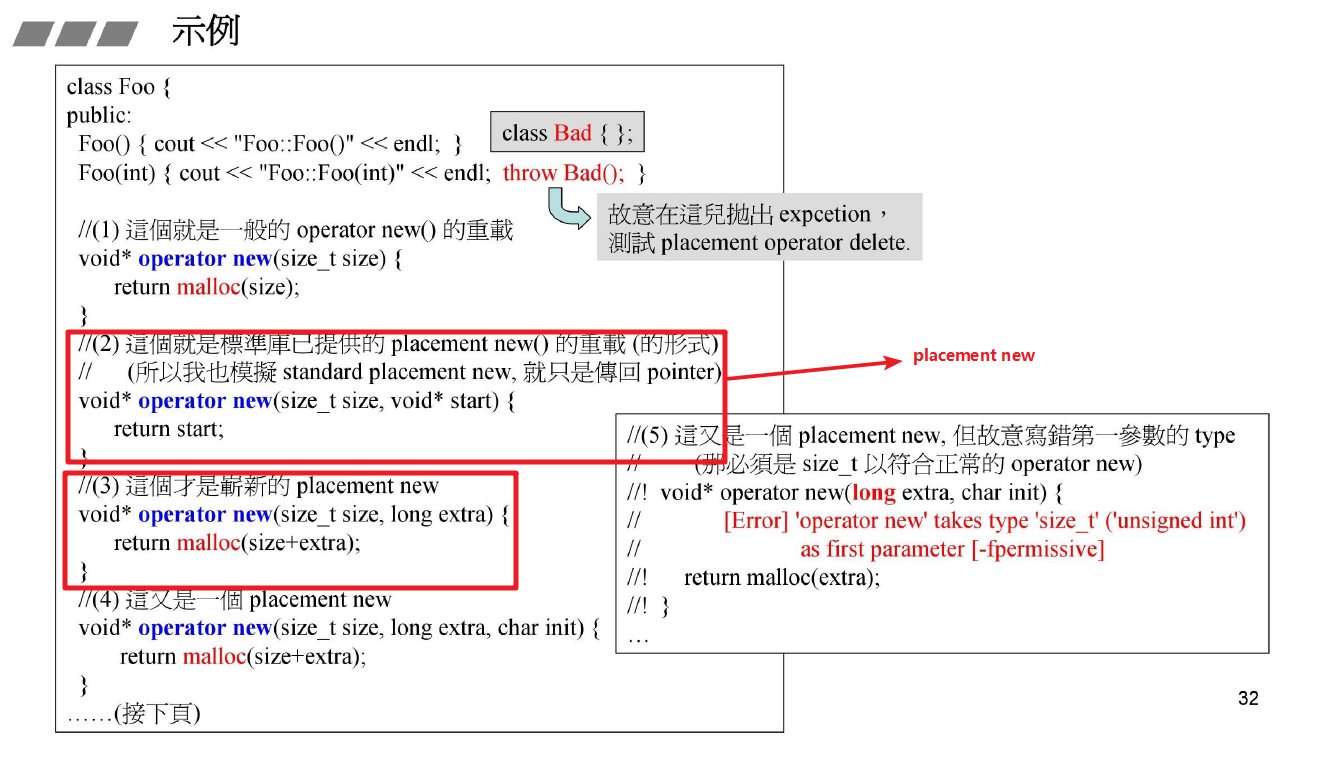 示例
class Foo {
public:
Foo() { cout << "Foo::Foo()" << endl; }
class Bad { };
Foo(int) { cout << "Foo::Foo(int)" << endl; throw Bad(); }
故意在這兒拋出 expcetion，
測試 placement operator delete.
//(1) 這個就是一般的 operator new() 的重載
void* operator new(size_t size) {
return malloc(size);
}
//(2) 這個就是標準庫已提供的 placement new() 的重載 (的形式)
// (所以我也模擬 standard placement new, 就只是傳回 pointer)
void* operator new(size_t size, void* start) {
return start;
}
placement new
//(3) 這個才是嶄新的 placement new
void* operator new(size_t size, long extra) {
return malloc(size+extra);
}
//(4) 這又是一個 placement new
void* operator new(size_t size, long extra, char init) {
return malloc(size+extra);
}
……(接下頁)
//(5) 這又是一個 placement new, 但故意寫錯第一參數的 type
// (那必須是 size_t 以符合正常的 operator new)
//! void* operator new(long extra, char init) {
// [Error] 'operator new' takes type 'size_t' ('unsigned int')
// as first parameter [-fpermissive]
//! return malloc(extra);
//! }
…
32